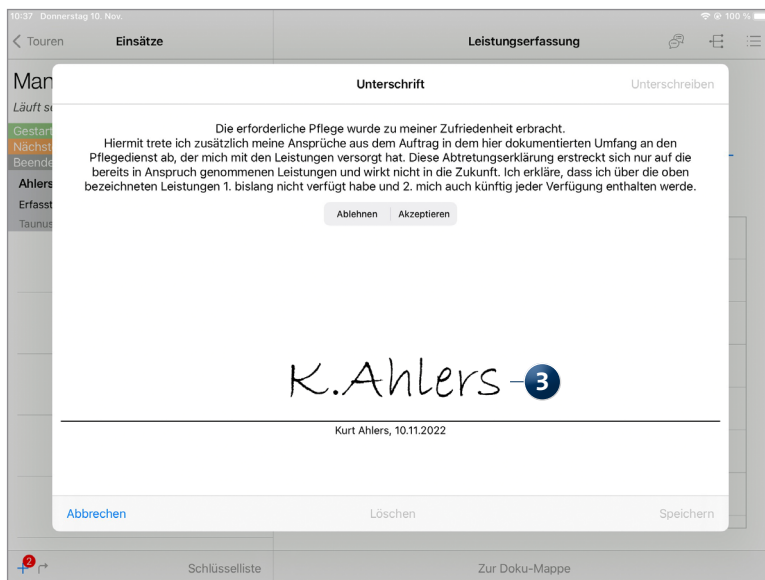 10:37 Donnerstag 10. Nov.
100 %
Touren
Einsätze
Leistungserfassung
Man
Läuft se
Gestart
Nächst
Beende
Ahlers
Erfasst
Taunus
Unterschrift
Unterschreiben
Die erforderliche Pflege wurde zu meiner Zufriedenheit erbracht.
Hiermit trete ich zusätzlich meine Ansprüche aus dem Auftrag in dem hier dokumentierten Umfang an den
Pflegedienst ab, der mich mit den Leistungen versorgt hat. Diese Abtretungserklärung erstreckt sich nur auf die
bereits in Anspruch genommenen Leistungen und wirkt nicht in die Zukunft. Ich erkläre, dass ich über die oben
bezeichneten Leistungen 1. bislang nicht verfügt habe und 2. mich auch künftig jeder Verfügung enthalten werde.
Ablehnen
Akzeptieren
K.Ahlers
3
Kurt Ahlers, 10.11.2022
Abbrechen
Löschen
Speichern
2
Schlüsselliste
Zur Doku-Mappe